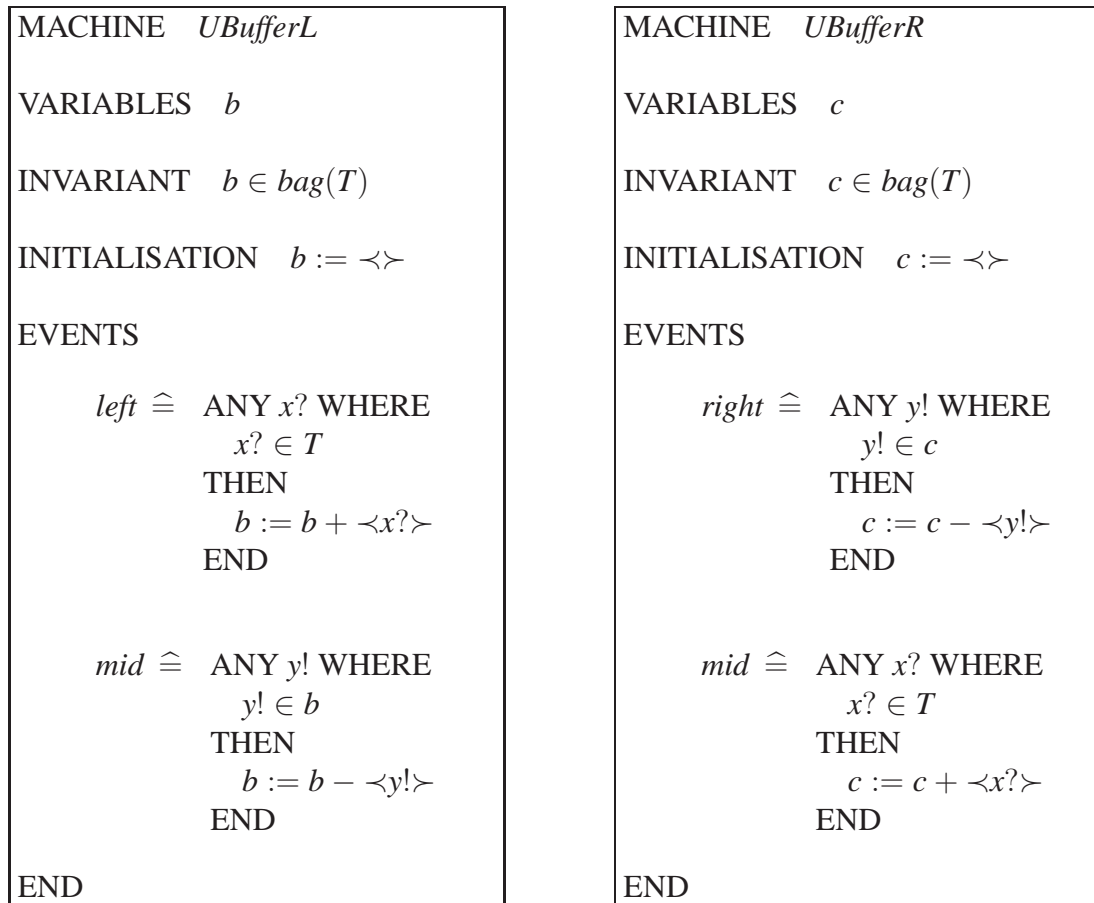 MACHINE UBufferL
VARIABLES b
INVARIANT b ∈ bag(T)
INITIALISATION b := ≺≻
EVENTS
left ≙ ANY x? WHERE
x? ∈ T
THEN
b := b + ≺x?≻
END
mid ≙ ANY y! WHERE
y! ∈ b
THEN
b := b − ≺y!≻
END
END
MACHINE UBufferR
VARIABLES c
INVARIANT c ∈ bag(T)
INITIALISATION c := ≺≻
EVENTS
right ≙ ANY y! WHERE
y! ∈ c
THEN
c := c − ≺y!≻
END
mid ≙ ANY x? WHERE
x? ∈ T
THEN
c := c + ≺x?≻
END
END